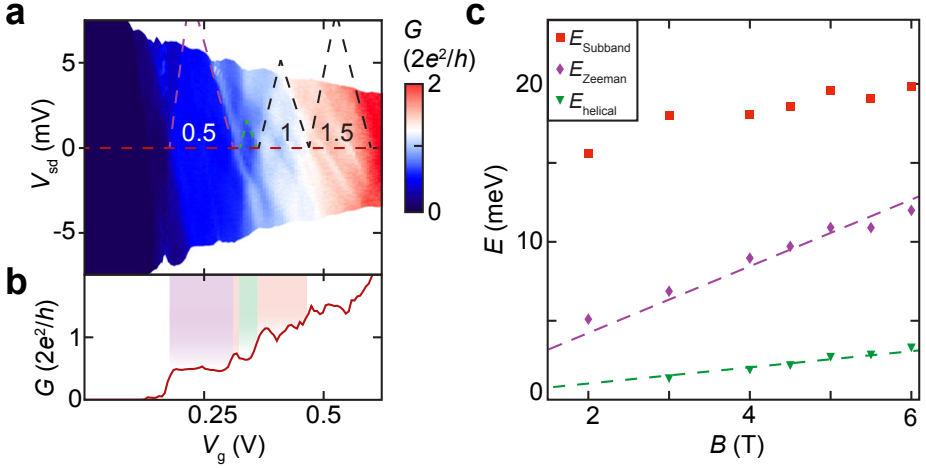 a
G
(2e²/h)
2
0
5
0
-5
V_sd (mV)
0.5
1
1.5
b
1
0
G (2e²/h)
0.25
0.5
V_g (V)
c
E_Subband
E_Zeeman
E_helical
20
10
0
E (meV)
2
4
6
B (T)